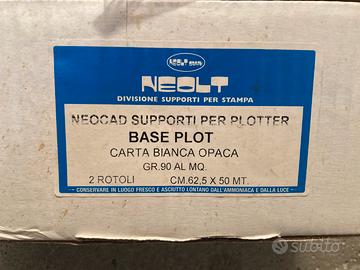 NEOLT
NEOLT
DIVISIONE SUPPORTI PER STAMPA
NEOCAD SUPPORTI PER PLOTTER
BASE PLOT
CARTA BIANCA OPACA
GR.90 AL MQ.
2 ROTOLI CM.62,5 X 50 MT.
- CONSERVARE IN LUOGO FRESCO E ASCIUTTO LONTANO DALL'AMMONIACA E DALLA LUCE -
subito